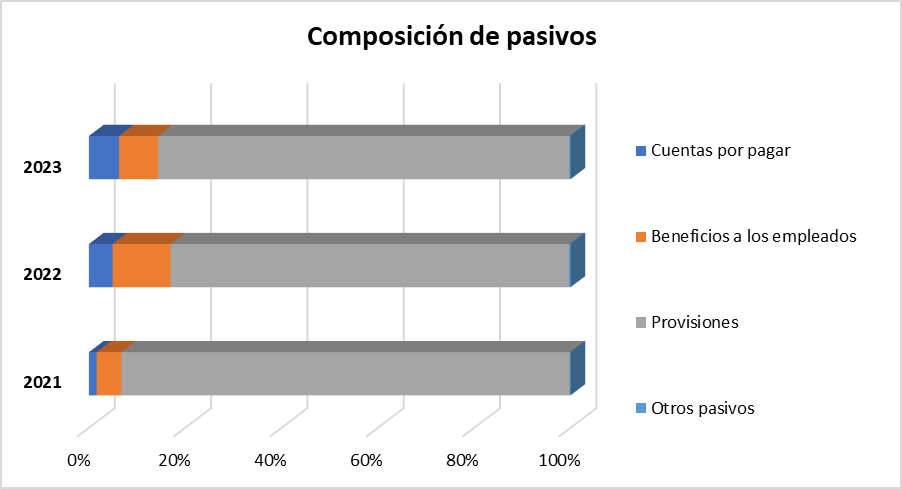 Composición de pasivos
2023
2022
2021
0%
20%
40%
60%
80%
100%
Cuentas por pagar
Beneficios a los empleados
Provisiones
Otros pasivos